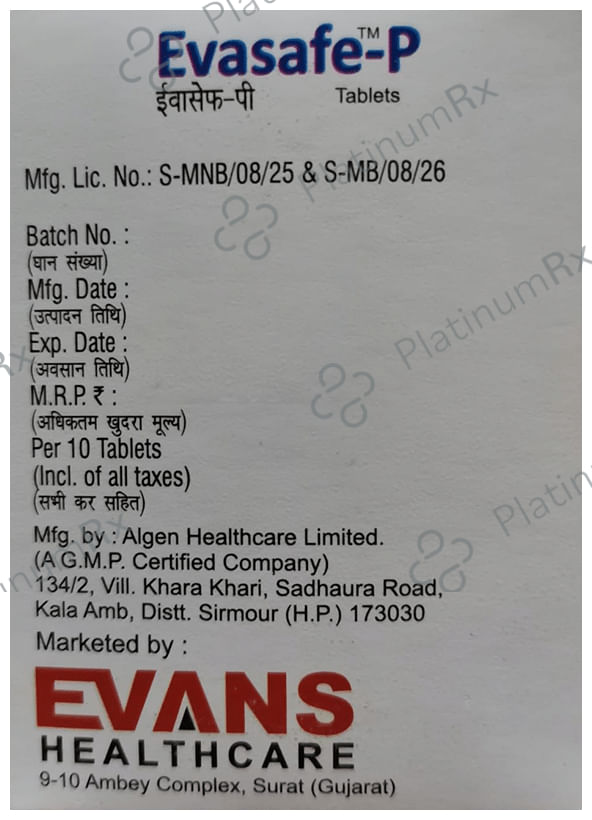 Evasafe-P™
ईवासेफ-पी Tablets
Mfg. Lic. No.: S-MNB/08/25 & S-MB/08/26
Batch No. :
(घान संख्या)
Mfg. Date :
(उत्पादन तिथि)
Exp. Date :
(अवसान तिथि)
M.R.P. ₹ :
(अधिकतम खुदरा मूल्य)
Per 10 Tablets
(Incl. of all taxes)
(सभी कर सहित)
Mfg. by : Algen Healthcare Limited.
(A G.M.P. Certified Company)
134/2, Vill. Khara Khari, Sadhaura Road,
Kala Amb, Distt. Sirmour (H.P.) 173030
Marketed by :
EVANS
HEALTHCARE
9-10 Ambey Complex, Surat (Gujarat)
PlatinumRx
PlatinumRx